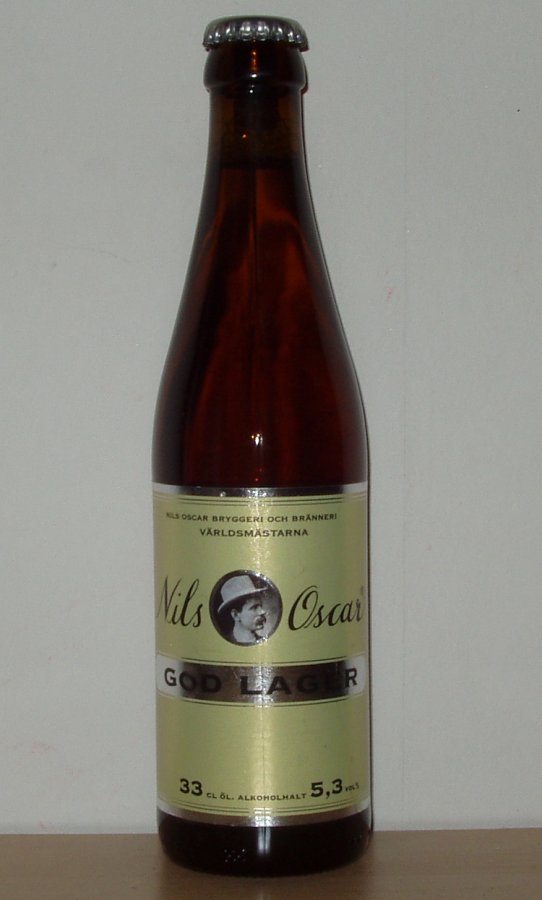 NILS OSCAR BRYGGERI OCH BRÄNNERI
VÄRLDSMÄSTARNA
Nils Oscar
GOD LAGER
33 CL ÖL. ALKOHOLHALT 5,3 VOL%